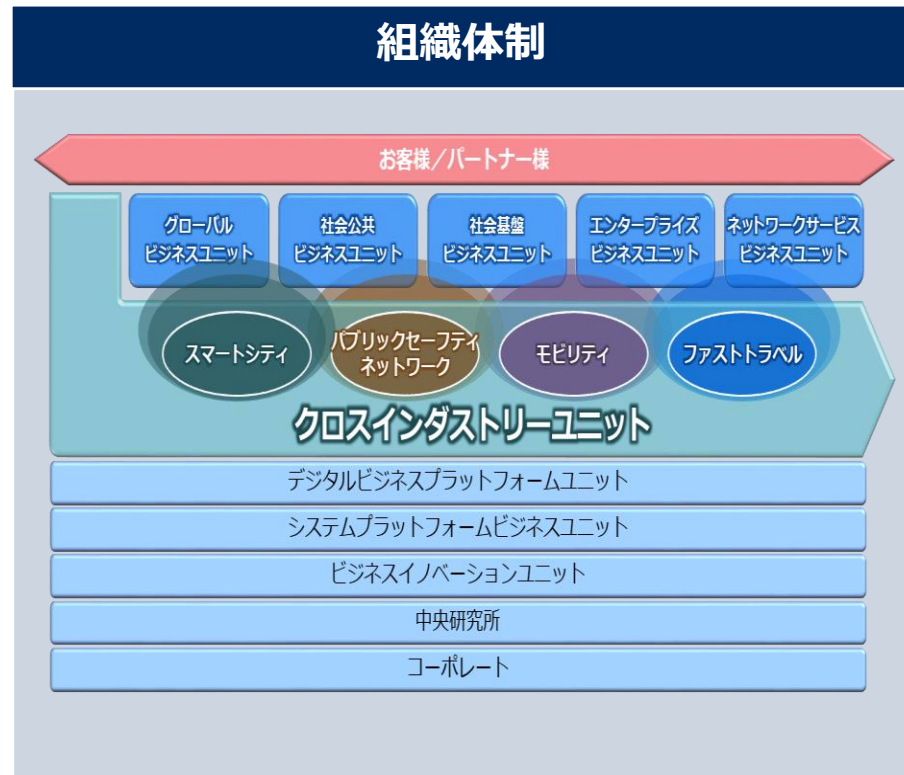 組織体制
お客様／パートナー様
グローバル
ビジネスユニット
社会公共
ビジネスユニット
社会基盤
ビジネスユニット
エンタープライズ
ビジネスユニット
ネットワークサービス
ビジネスユニット
スマートシティ
パブリックセーフティ
ネットワーク
モビリティ
ファストトラベル
クロスインダストリーユニット
デジタルビジネスプラットフォームユニット
システムプラットフォームビジネスユニット
ビジネスイノベーションユニット
中央研究所
コーポレート